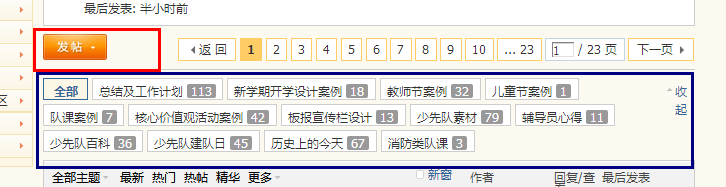 最后发表: 半小时前
发帖
返回 1 2 3 4 5 6 7 8 9 10 ... 23 1 / 23 页 下一页
全部 总结及工作计划 113 新学期开学设计案例 18 教师节案例 32 儿童节案例 1 收起
队课案例 7 核心价值观活动案例 42 板报宣传栏设计 13 少先队素材 79 辅导员心得 11
区
少先队百科 36 少先队建队日 45 历史上的今天 67 消防类队课 3
全部主题 最新 热门 热帖 精华 更多 新窗 作者 回复/查 最后发表